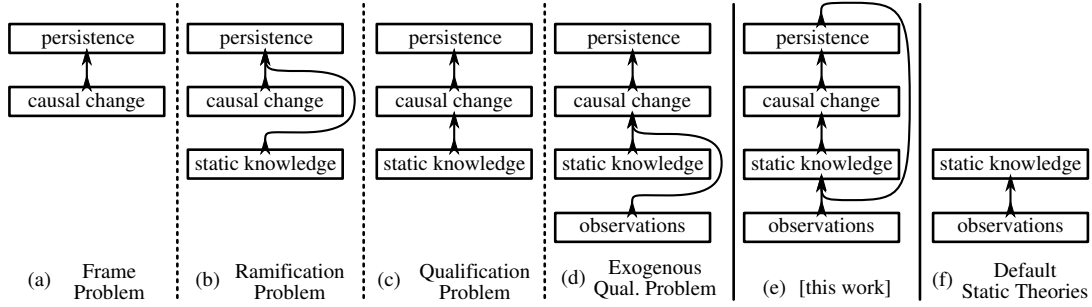 persistence
causal change
(a) Frame
Problem
persistence
causal change
static knowledge
(b) Ramification
Problem
persistence
causal change
static knowledge
(c) Qualification
Problem
persistence
causal change
static knowledge
observations
(d) Exogenous
Qual. Problem
persistence
causal change
static knowledge
observations
(e) [this work]
static knowledge
observations
(f) Default
Static Theories